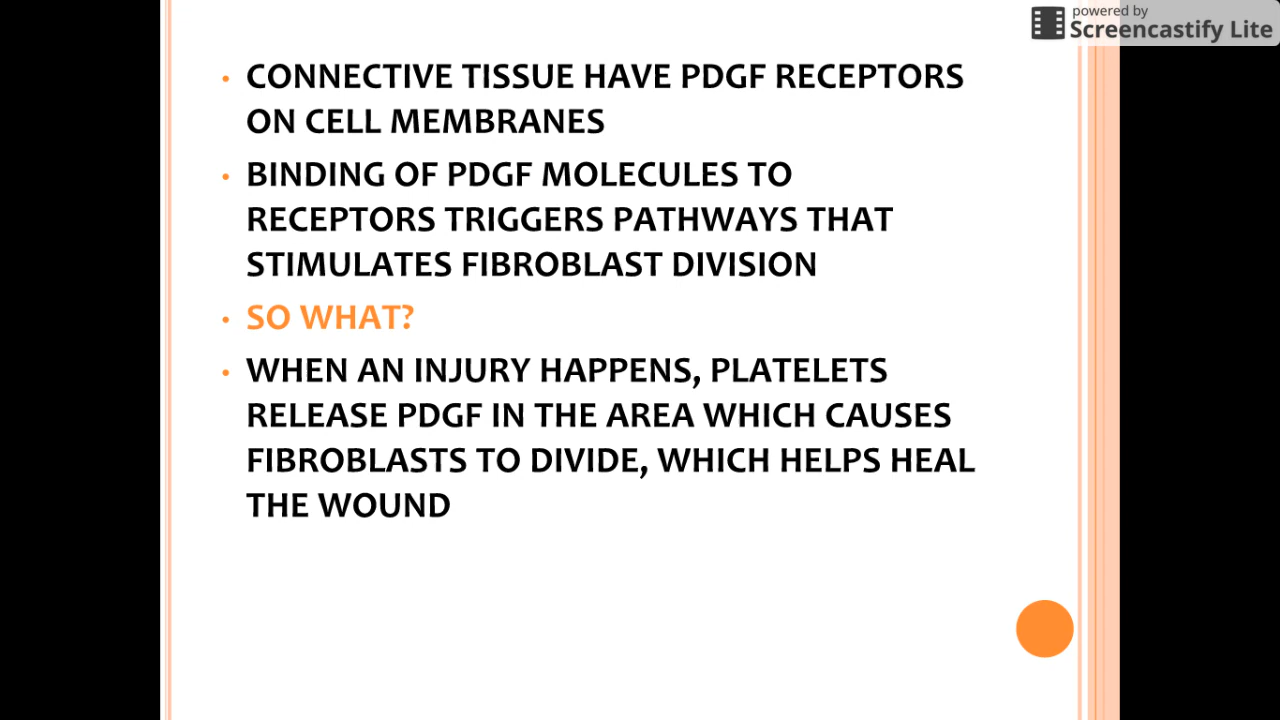 powered by
Screencastify Lite
• CONNECTIVE TISSUE HAVE PDGF RECEPTORS
ON CELL MEMBRANES
• BINDING OF PDGF MOLECULES TO
RECEPTORS TRIGGERS PATHWAYS THAT
STIMULATES FIBROBLAST DIVISION
• SO WHAT?
• WHEN AN INJURY HAPPENS, PLATELETS
RELEASE PDGF IN THE AREA WHICH CAUSES
FIBROBLASTS TO DIVIDE, WHICH HELPS HEAL
THE WOUND